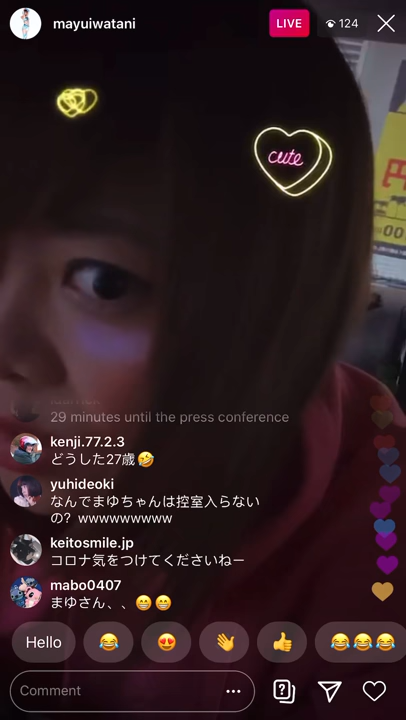 mayuiwatani
LIVE
124
cute
円
00
29 minutes until the press conference
kenji.77.2.3
どうした27歳🤣
yuhideoki
なんでまゆちゃんは控室入らない
の? wwwwwwwww
keitosmile.jp
コロナ気をつけてくださいねー
mabo0407
まゆさん、、😁😁
Hello 😂 😍 👋 👍 😂😂😂
Comment